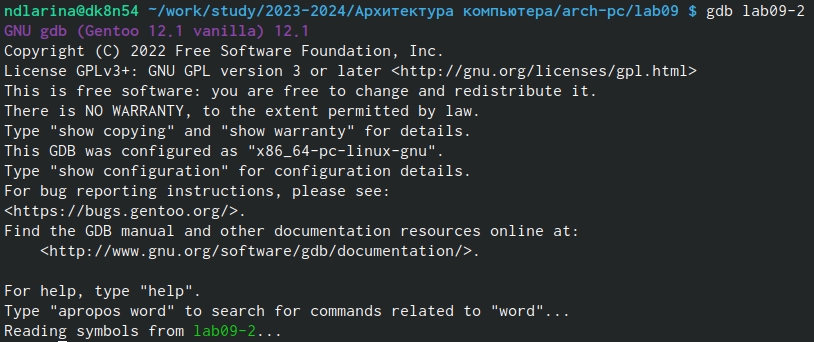 ndlarina@dk8n54 ~/work/study/2023-2024/Архитектура компьютера/arch-pc/lab09 $ gdb lab09-2
GNU gdb (Gentoo 12.1 vanilla) 12.1
Copyright (C) 2022 Free Software Foundation, Inc.
License GPLv3+: GNU GPL version 3 or later <http://gnu.org/licenses/gpl.html>
This is free software: you are free to change and redistribute it.
There is NO WARRANTY, to the extent permitted by law.
Type "show copying" and "show warranty" for details.
This GDB was configured as "x86_64-pc-linux-gnu".
Type "show configuration" for configuration details.
For bug reporting instructions, please see:
<https://bugs.gentoo.org/>.
Find the GDB manual and other documentation resources online at:
    <http://www.gnu.org/software/gdb/documentation/>.

For help, type "help".
Type "apropos word" to search for commands related to "word"...
Reading symbols from lab09-2...